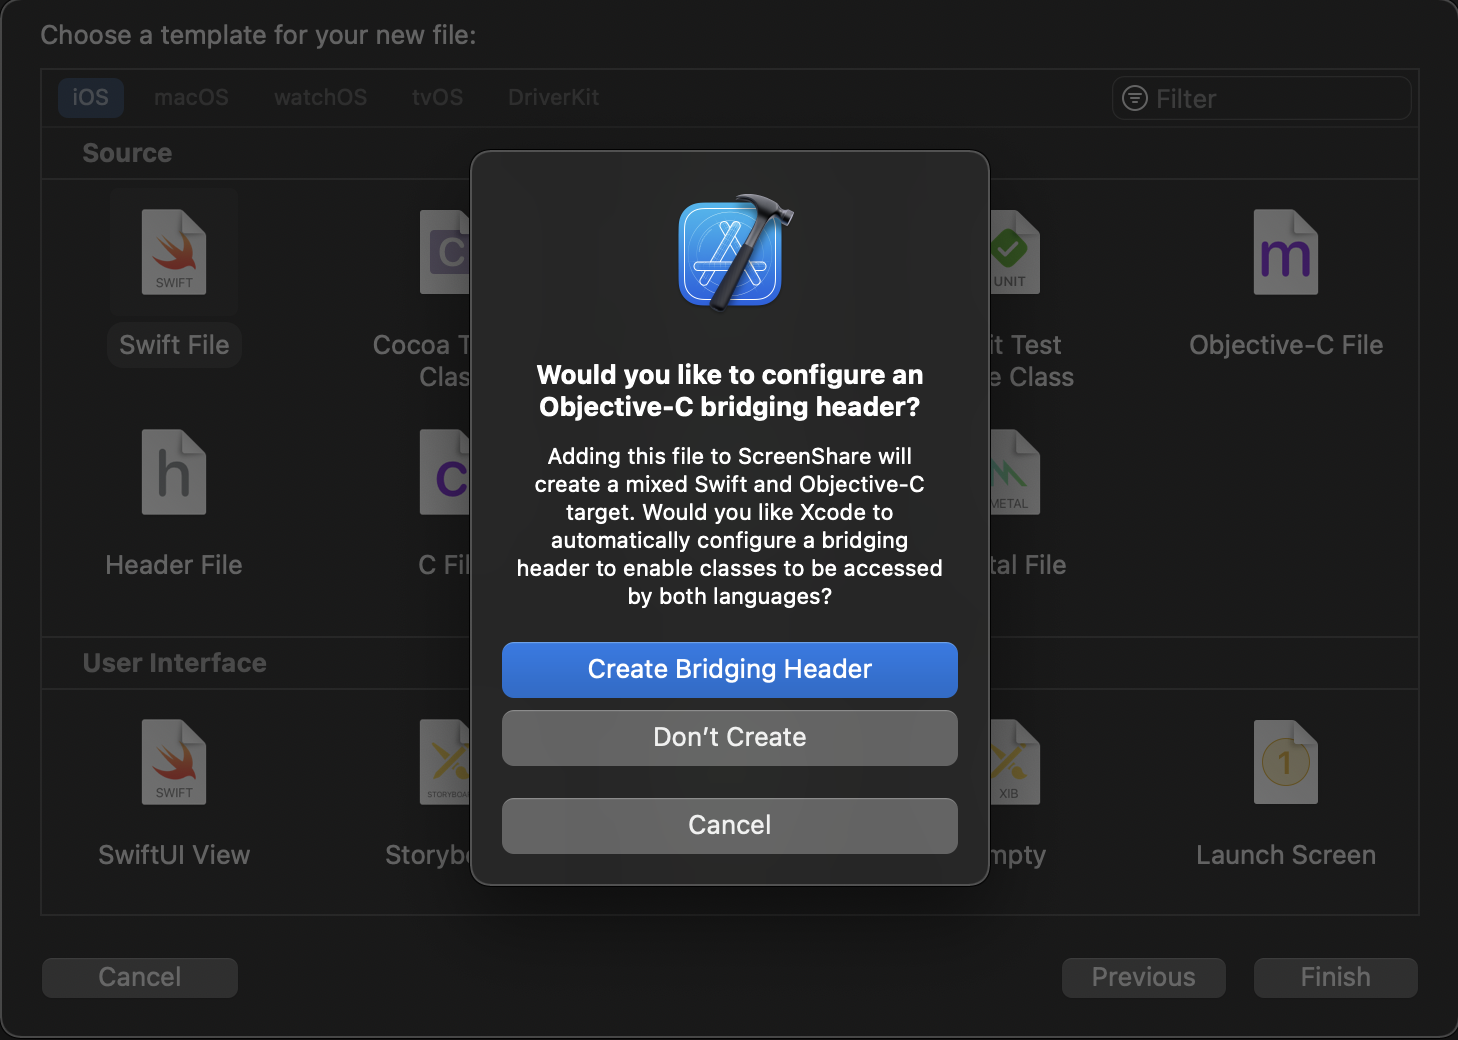 Choose a template for your new file:
iOS macOS watchOS tvOS DriverKit
Filter
Source
SWIFT
C
UNIT
m
Swift File
Cocoa T
Clas
it Test
e Class
Objective-C File
h
C
METAL
Header File
C Fil
tal File
User Interface
SWIFT
STORYBOA
XIB
1
SwiftUI View
Storybo
mpty
Launch Screen
Would you like to configure an
Objective-C bridging header?
Adding this file to ScreenShare will
create a mixed Swift and Objective-C
target. Would you like Xcode to
automatically configure a bridging
header to enable classes to be accessed
by both languages?
Create Bridging Header
Don’t Create
Cancel
Cancel
Previous
Finish